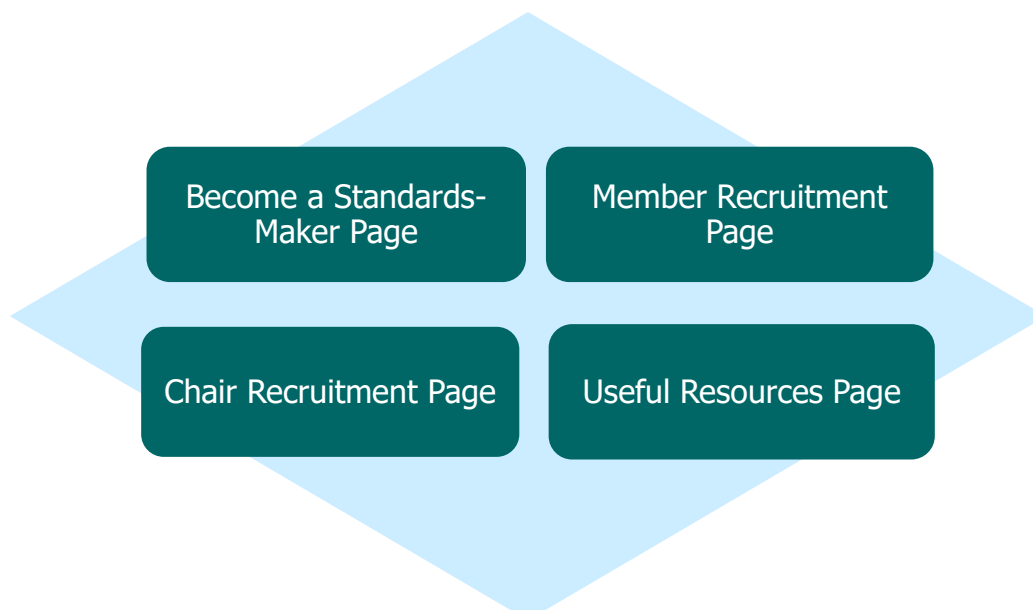 Become a Standards-
Maker Page
Member Recruitment
Page
Chair Recruitment Page
Useful Resources Page